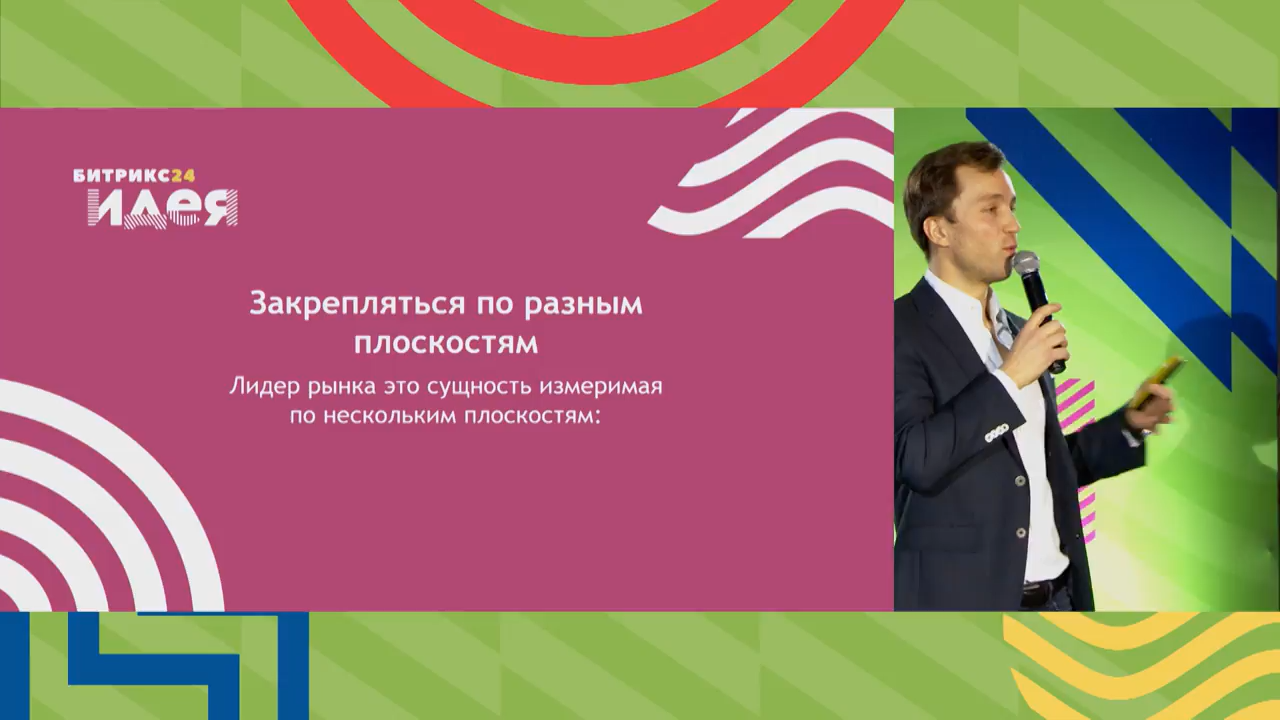 БИТРИКС24
идея
Закрепляться по разным
плоскостям
Лидер рынка это сущность измеримая
по нескольким плоскостям: